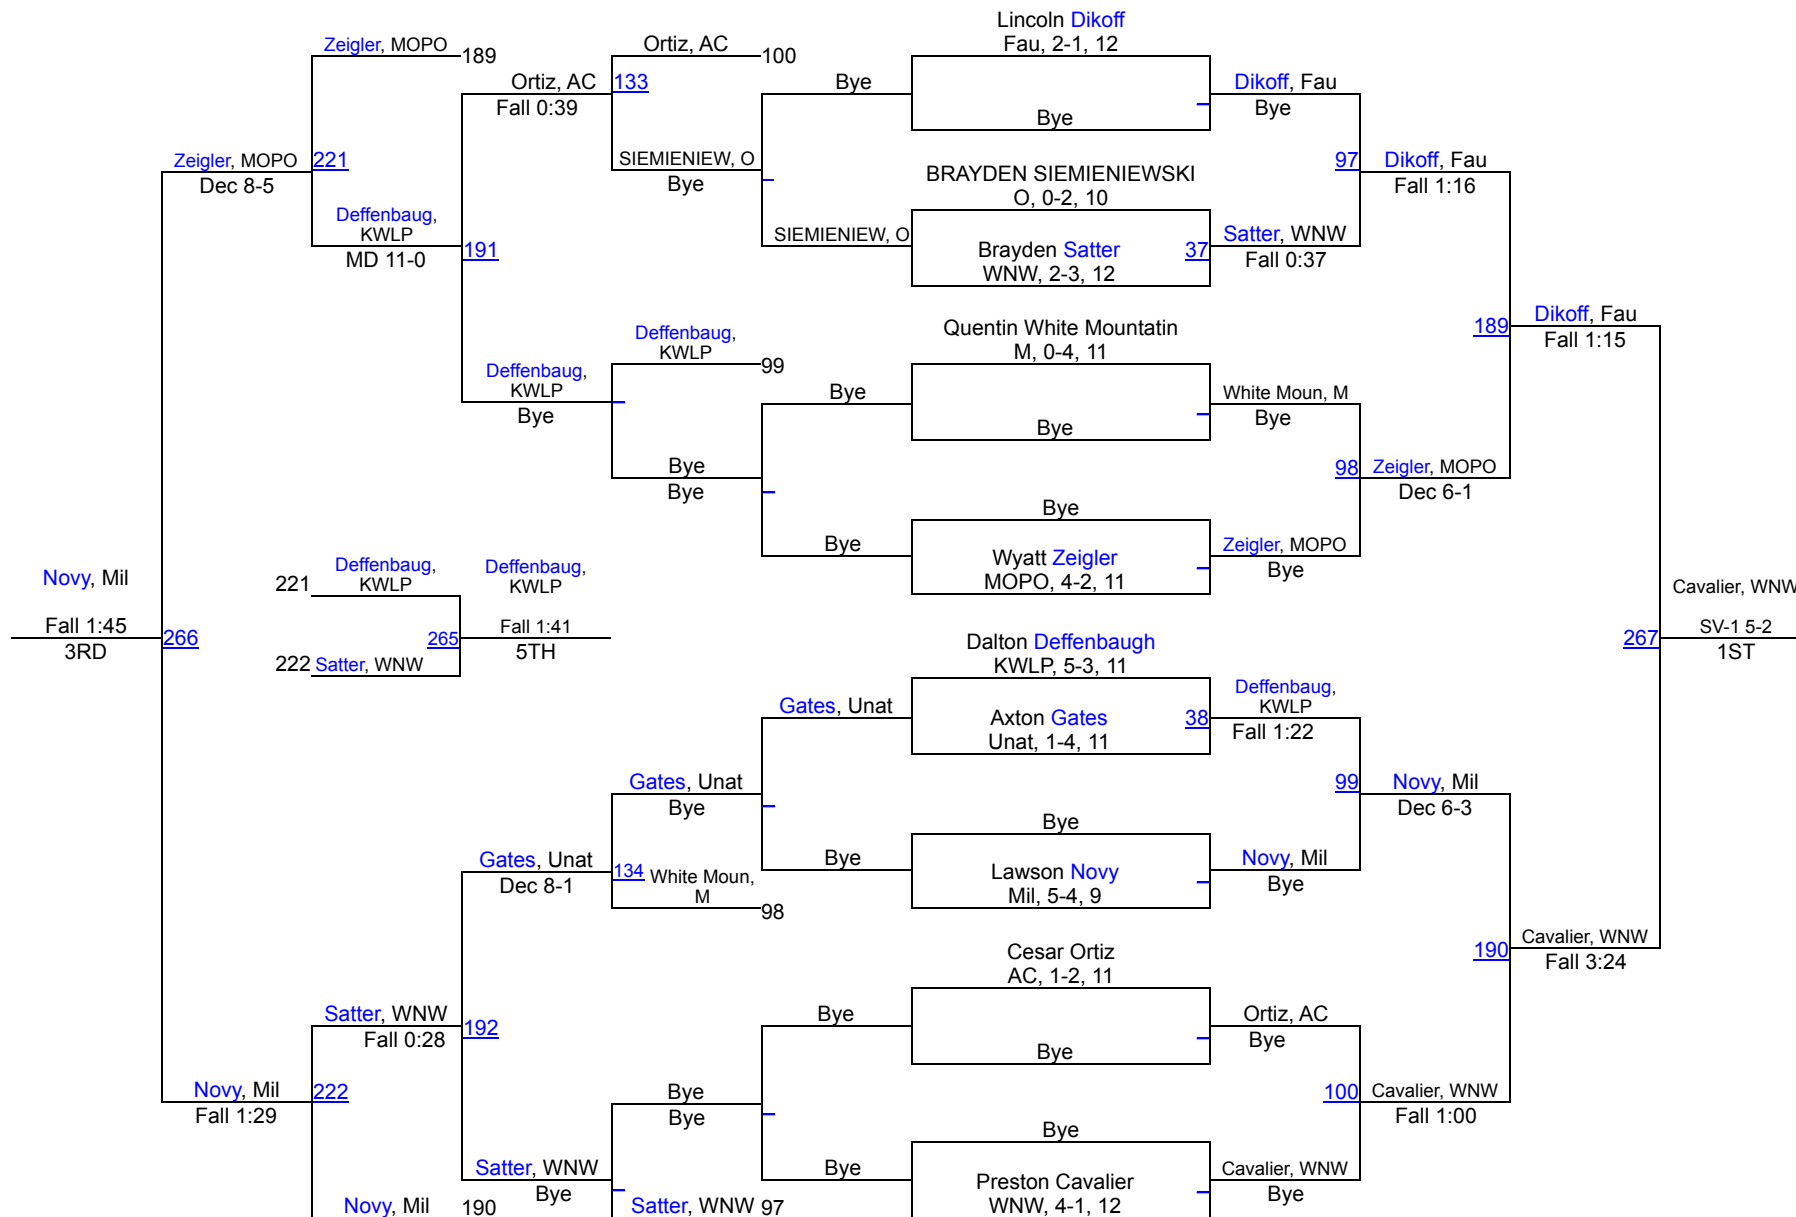 Lincoln Dikoff
Fau, 2-1, 12
Zeigler, MOPO
189
Ortiz, AC
100
Ortiz, AC
133
Fall 0:39
Bye
Dikoff, Fau
Bye
Bye
Zeigler, MOPO
221
Dec 8-5
SIEMIENIEW, O
Bye
BRAYDEN SIEMIENIEWSKI
O, 0-2, 10
97
Dikoff, Fau
Fall 1:16
Deffenbaug,
KWLP
MD 11-0
191
SIEMIENIEW, O
Brayden Satter
WNW, 2-3, 12
37
Satter, WNW
Fall 0:37
Quentin White Mountatin
M, 0-4, 11
189
Dikoff, Fau
Fall 1:15
Deffenbaug,
KWLP
99
Deffenbaug,
KWLP
Bye
Bye
White Moun, M
Bye
Bye
Bye
Bye
98
Zeigler, MOPO
Dec 6-1
Bye
Bye
Wyatt Zeigler
MOPO, 4-2, 11
Zeigler, MOPO
Bye
Novy, Mil
Fall 1:45
3RD
266
221
Deffenbaug,
KWLP
222
Satter, WNW
265
Deffenbaug,
KWLP
Fall 1:41
5TH
Cavalier, WNW
267
SV-1 5-2
1ST
Dalton Deffenbaugh
KWLP, 5-3, 11
Gates, Unat
Axton Gates
Unat, 1-4, 11
38
Deffenbaug,
KWLP
Fall 1:22
Gates, Unat
Bye
99
Novy, Mil
Dec 6-3
Bye
Gates, Unat
Dec 8-1
134
White Moun,
M
98
Bye
Lawson Novy
Mil, 5-4, 9
Novy, Mil
Bye
Cesar Ortiz
AC, 1-2, 11
190
Cavalier, WNW
Fall 3:24
Satter, WNW
Fall 0:28
192
Bye
Bye
Ortiz, AC
Bye
Novy, Mil
222
Fall 1:29
Bye
Bye
100
Cavalier, WNW
Fall 1:00
Bye
Satter, WNW
Bye
Bye
Preston Cavalier
WNW, 4-1, 12
Cavalier, WNW
Bye
Novy, Mil
190
Satter, WNW
97